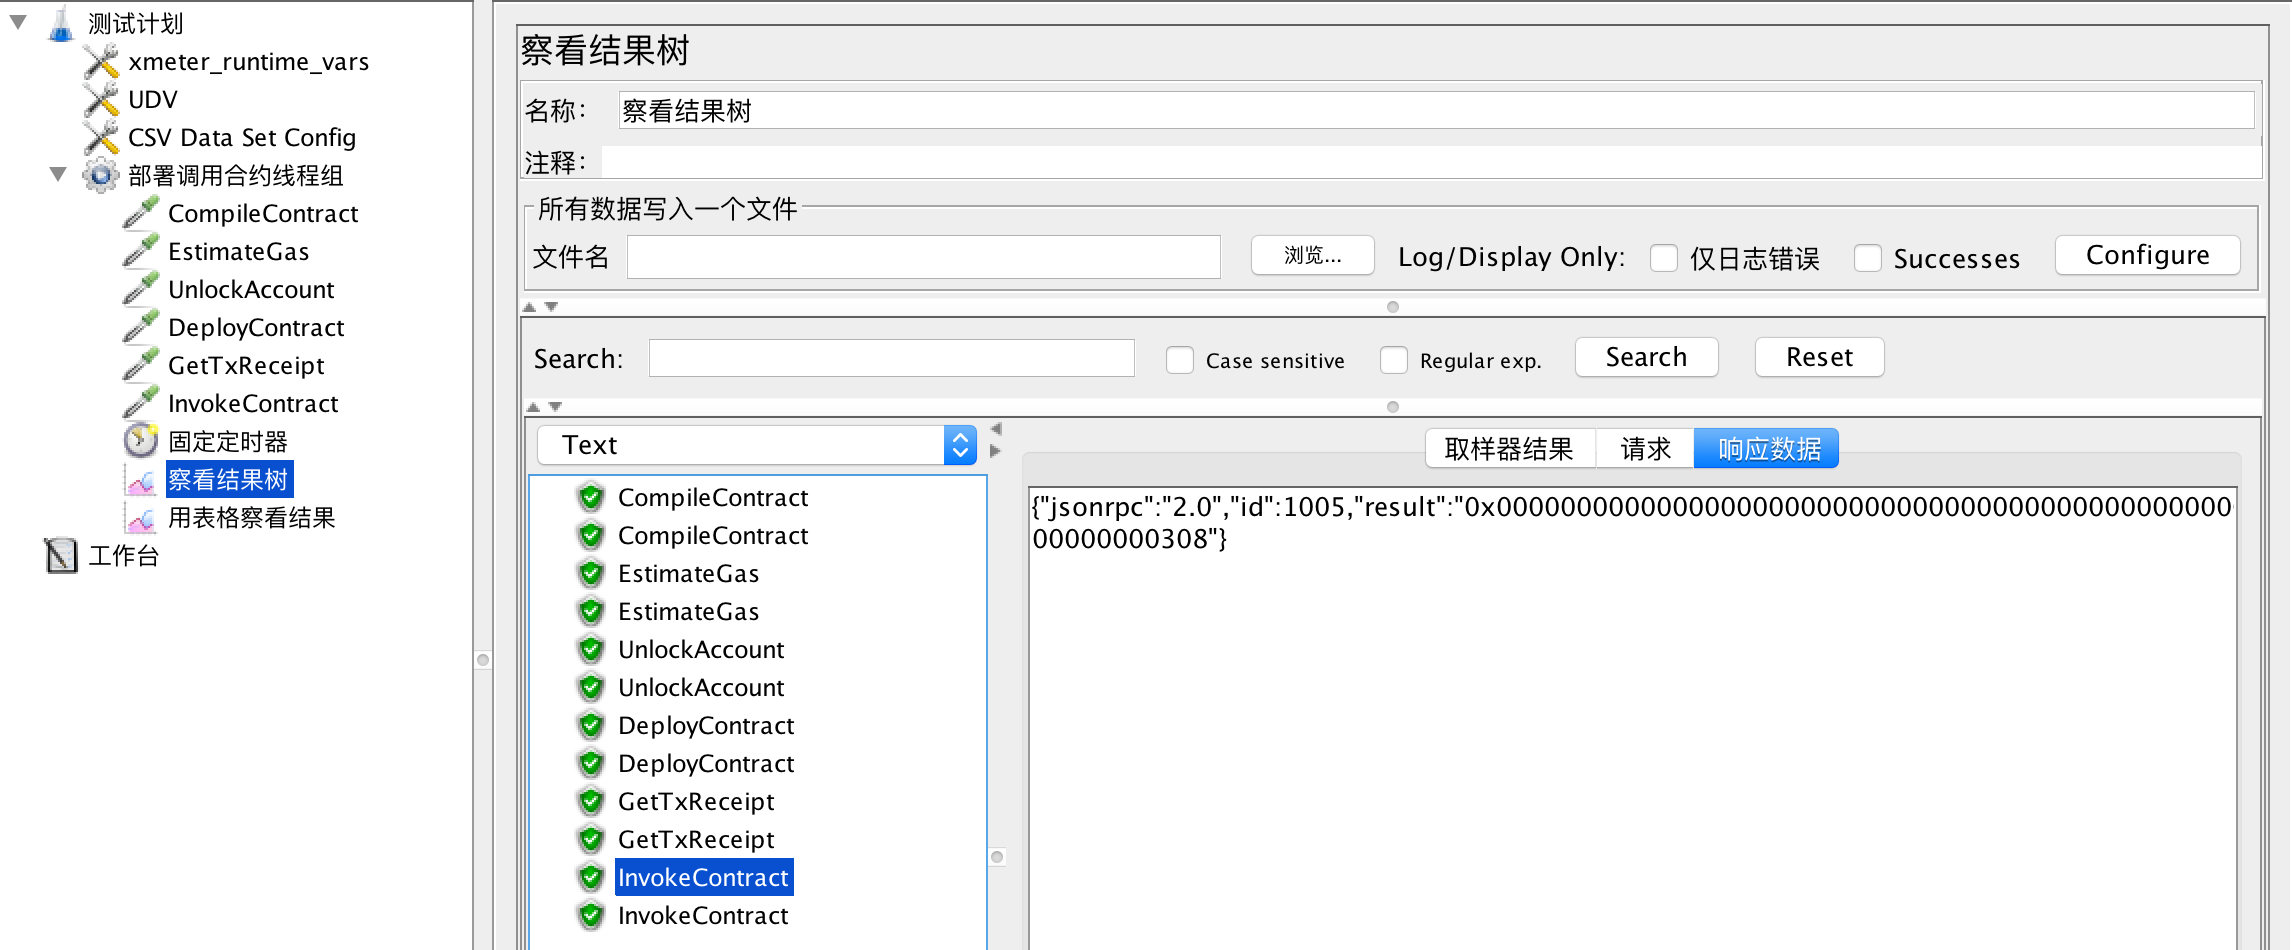 测试计划
xmeter_runtime_vars
UDV
CSV Data Set Config
部署调用合约线程组
CompileContract
EstimateGas
UnlockAccount
DeployContract
GetTxReceipt
InvokeContract
固定定时器
察看结果树
用表格察看结果
工作台
察看结果树
名称： 察看结果树
注释：
所有数据写入一个文件
文件名 浏览... Log/Display Only: 仅日志错误 Successes Configure
Search: Case sensitive Regular exp. Search Reset
Text
CompileContract
CompileContract
EstimateGas
EstimateGas
UnlockAccount
UnlockAccount
DeployContract
DeployContract
GetTxReceipt
GetTxReceipt
InvokeContract
InvokeContract
取样器结果 请求 响应数据
{"jsonrpc":"2.0","id":1005,"result":"0x0000000000000000000000000000000000000000000000
00000000308"}